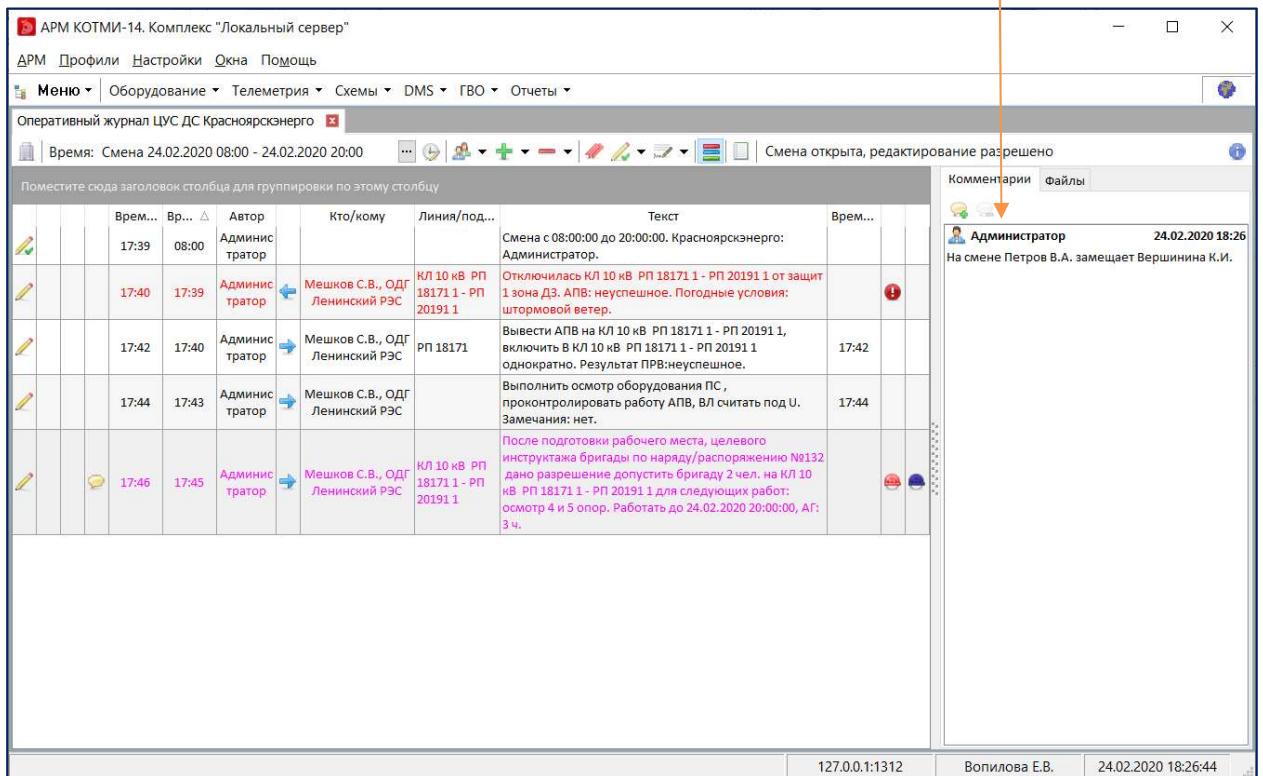 АРМ КОТМИ-14. Комплекс "Локальный сервер"
АРМ Профили Настройки Окна Помощь
Меню Оборудование Телеметрия Схемы DMS ГВО Отчеты
Оперативный журнал ЦУС ДС Красноярскэнерго
Время: Смена 24.02.2020 08:00 - 24.02.2020 20:00 ... Смена открыта, редактирование разрешено
Поместите сюда заголовок столбца для группировки по этому столбцу
Врем... Вр... Автор Кто/кому Линия/под... Текст Врем...
17:39 08:00
Админис
тратор
Смена с 08:00:00 до 20:00:00. Красноярскэнерго:
Администратор.
17:40 17:39
Админис
тратор
Мешков С.В., ОДГ
Ленинский РЭС
КЛ 10 кВ РП
18171 1 - РП
20191 1
Отключилась КЛ 10 кВ РП 18171 1 - РП 20191 1 от защит
1 зона ДЗ. АПВ: неуспешное. Погодные условия:
штормовой ветер.
17:42 17:40
Админис
тратор
Мешков С.В., ОДГ
Ленинский РЭС
РП 18171
Вывести АПВ на КЛ 10 кВ РП 18171 1 - РП 20191 1,
включить В КЛ 10 кВ РП 18171 1 - РП 20191 1
однократно. Результат ПРВ:неуспешное.
17:42
17:44 17:43
Админис
тратор
Мешков С.В., ОДГ
Ленинский РЭС
Выполнить осмотр оборудования ПС ,
проконтролировать работу АПВ, ВЛ считать под U.
Замечания: нет.
17:44
17:46 17:45
Админис
тратор
Мешков С.В., ОДГ
Ленинский РЭС
КЛ 10 кВ РП
18171 1 - РП
20191 1
После подготовки рабочего места, целевого
инструктажа бригады по наряду/распоряжению №132
дано разрешение допустить бригаду 2 чел. на КЛ 10
кВ РП 18171 1 - РП 20191 1 для следующих работ:
осмотр 4 и 5 опор. Работать до 24.02.2020 20:00:00, АГ:
3 ч.
Комментарии Файлы
Администратор 24.02.2020 18:26
На смене Петров В.А. замещает Вершинина К.И.
127.0.0.1:1312 Вопилова Е.В. 24.02.2020 18:26:44